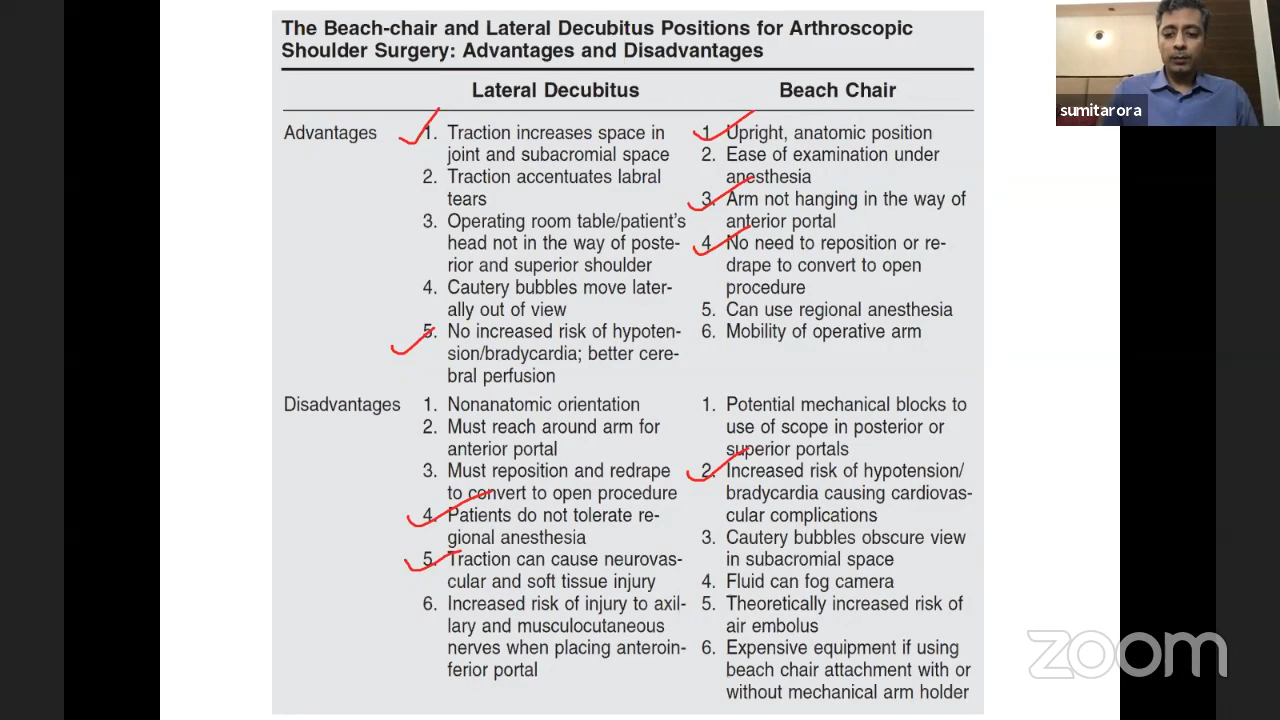 The Beach-chair and Lateral Decubitus Positions for Arthroscopic
Shoulder Surgery: Advantages and Disadvantages
Lateral Decubitus
Beach Chair
Advantages
1. Traction increases space in
joint and subacromial space
2. Traction accentuates labral
tears
3. Operating room table/patient's
head not in the way of poste-
rior and superior shoulder
4. Cautery bubbles move later-
ally out of view
5. No increased risk of hypoten-
sion/bradycardia; better cere-
bral perfusion
1. Upright, anatomic position
2. Ease of examination under
anesthesia
3. Arm not hanging in the way of
anterior portal
4. No need to reposition or re-
drape to convert to open
procedure
5. Can use regional anesthesia
6. Mobility of operative arm
Disadvantages
1. Nonanatomic orientation
2. Must reach around arm for
anterior portal
3. Must reposition and redrape
to convert to open procedure
4. Patients do not tolerate re-
gional anesthesia
5. Traction can cause neurovas-
cular and soft tissue injury
6. Increased risk of injury to axil-
lary and musculocutaneous
nerves when placing anteroin-
ferior portal
1. Potential mechanical blocks to
use of scope in posterior or
superior portals
2. Increased risk of hypotension/
bradycardia causing cardiovas-
cular complications
3. Cautery bubbles obscure view
in subacromial space
4. Fluid can fog camera
5. Theoretically increased risk of
air embolus
6. Expensive equipment if using
beach chair attachment with or
without mechanical arm holder
sumitarora
zoom